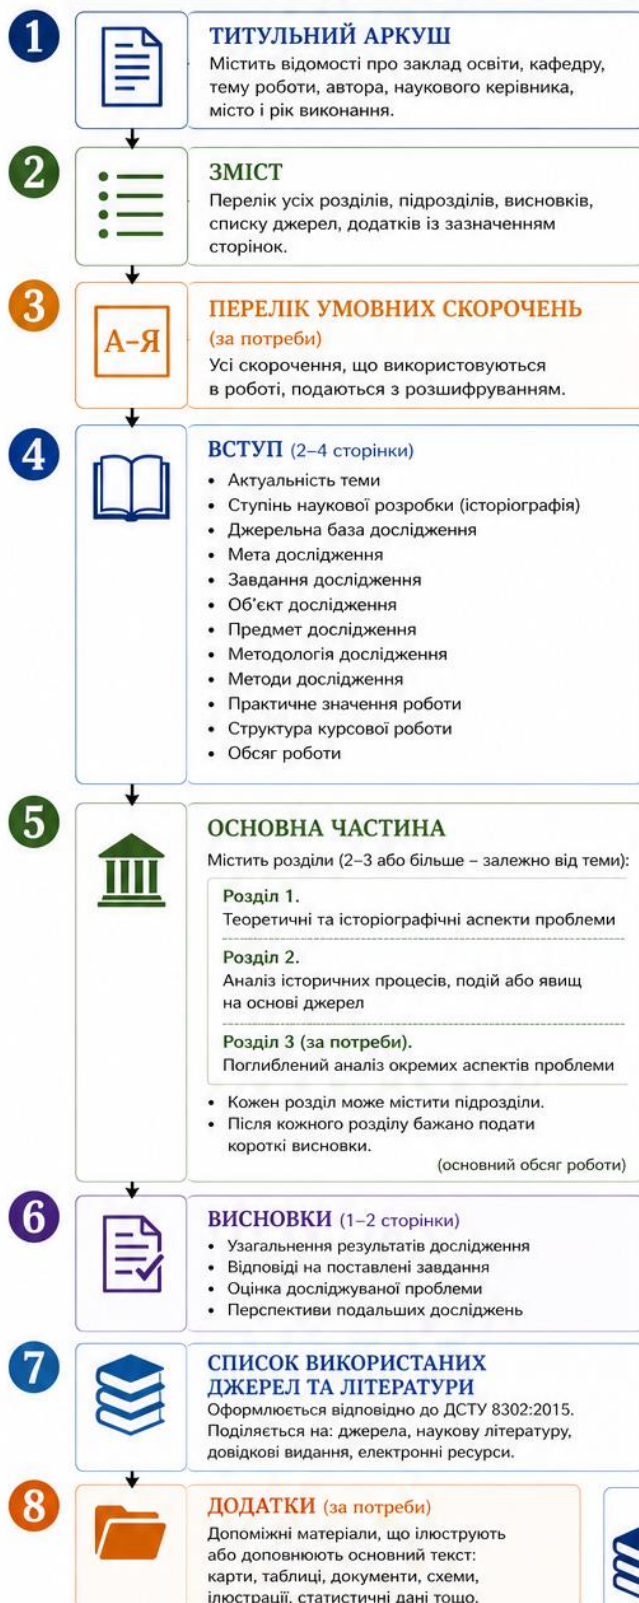 1
ТИТУЛЬНИЙ АРКУШ
Містить відомості про заклад освіти, кафедру,
тему роботи, автора, наукового керівника,
місто і рік виконання.
2
ЗМІСТ
Перелік усіх розділів, підрозділів, висновків,
списку джерел, додатків із зазначенням
сторінок.
3
А–Я
ПЕРЕЛІК УМОВНИХ СКОРОЧЕНЬ
(за потреби)
Усі скорочення, що використовуються
в роботі, подаються з розшифруванням.
4
ВСТУП (2–4 сторінки)
• Актуальність теми
• Ступінь наукової розробки (історіографія)
• Джерельна база дослідження
• Мета дослідження
• Завдання дослідження
• Об'єкт дослідження
• Предмет дослідження
• Методологія дослідження
• Методи дослідження
• Практичне значення роботи
• Структура курсової роботи
• Обсяг роботи
5
ОСНОВНА ЧАСТИНА
Містить розділи (2–3 або більше – залежно від теми):
Розділ 1.
Теоретичні та історіографічні аспекти проблеми
Розділ 2.
Аналіз історичних процесів, подій або явищ
на основі джерел
Розділ 3 (за потреби).
Поглиблений аналіз окремих аспектів проблеми
• Кожен розділ може містити підрозділи.
• Після кожного розділу бажано подати
короткі висновки.
(основний обсяг роботи)
6
ВИСНОВКИ (1–2 сторінки)
• Узагальнення результатів дослідження
• Відповіді на поставлені завдання
• Оцінка досліджуваної проблеми
• Перспективи подальших досліджень
7
СПИСОК ВИКОРИСТАНИХ
ДЖЕРЕЛ ТА ЛІТЕРАТУРИ
Оформлюється відповідно до ДСТУ 8302:2015.
Поділяється на: джерела, наукову літературу,
довідкові видання, електронні ресурси.
8
ДОДАТКИ (за потреби)
Допоміжні матеріали, що ілюструють
або доповнюють основний текст:
карти, таблиці, документи, схеми,
ілюстрації, статистичні дані тощо.